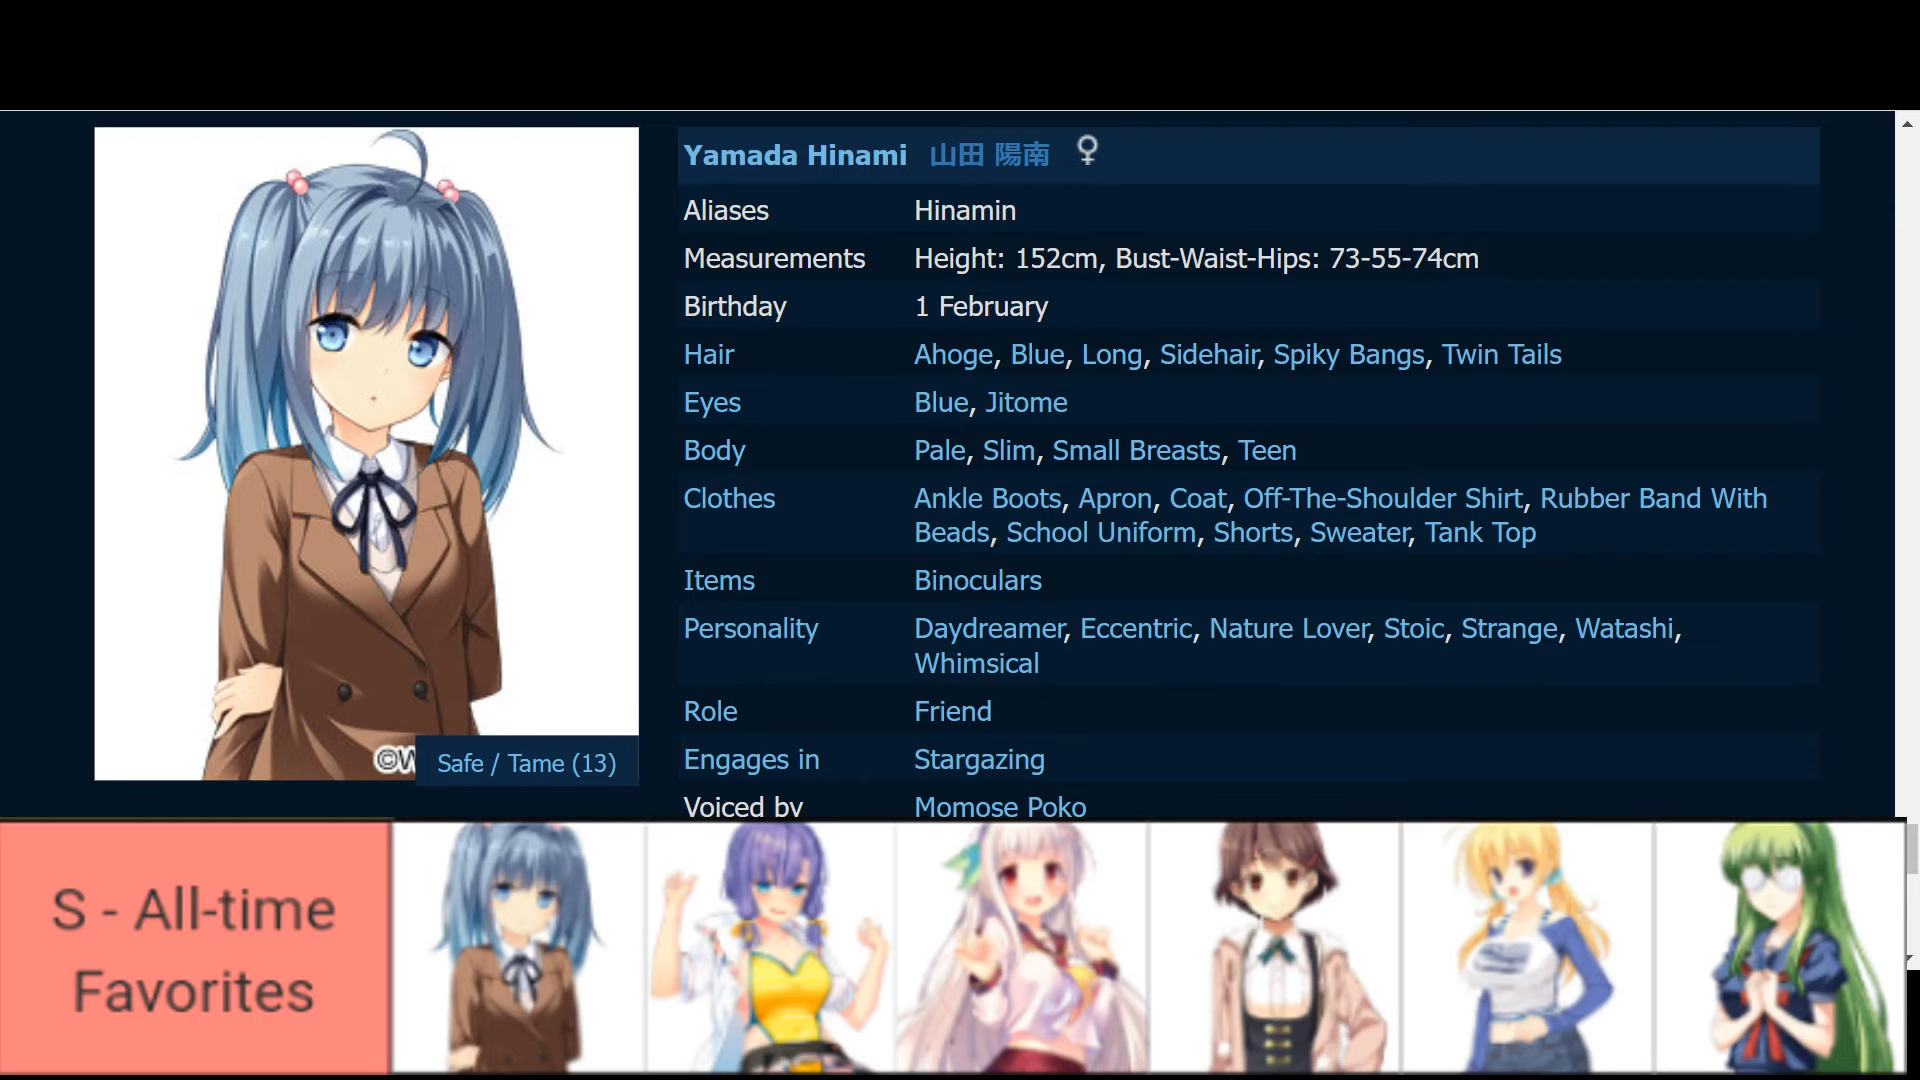 Yamada Hinami 山田 陽南 ♀
Aliases Hinamin
Measurements Height: 152cm, Bust-Waist-Hips: 73-55-74cm
Birthday 1 February
Hair Ahoge, Blue, Long, Sidehair, Spiky Bangs, Twin Tails
Eyes Blue, Jitome
Body Pale, Slim, Small Breasts, Teen
Clothes Ankle Boots, Apron, Coat, Off-The-Shoulder Shirt, Rubber Band With
Beads, School Uniform, Shorts, Sweater, Tank Top
Items Binoculars
Personality Daydreamer, Eccentric, Nature Lover, Stoic, Strange, Watashi,
Whimsical
Role Friend
Engages in Stargazing
Voiced by Momose Poko
©W
Safe / Tame (13)
S - All-time
Favorites